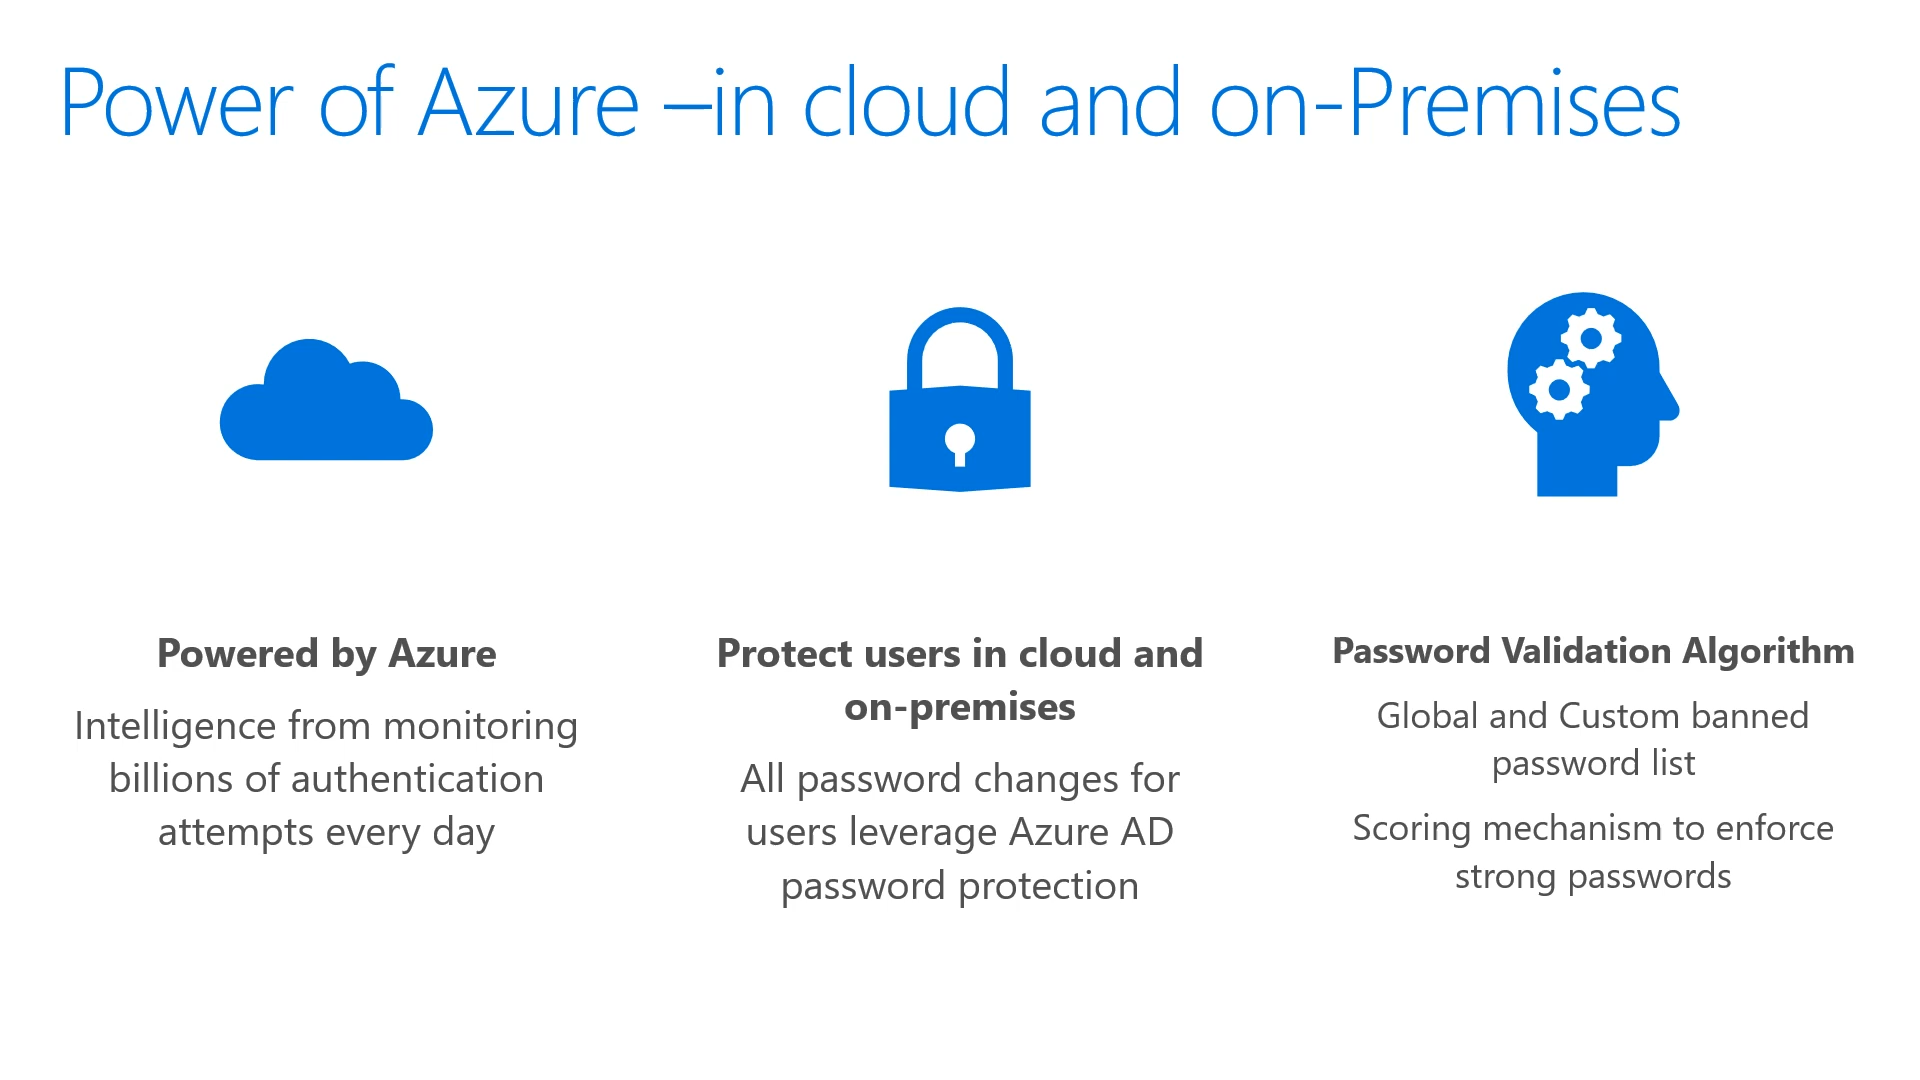 Power of Azure –in cloud and on-Premises
Powered by Azure
Intelligence from monitoring
billions of authentication
attempts every day
Protect users in cloud and
on-premises
All password changes for
users leverage Azure AD
password protection
Password Validation Algorithm
Global and Custom banned
password list
Scoring mechanism to enforce
strong passwords